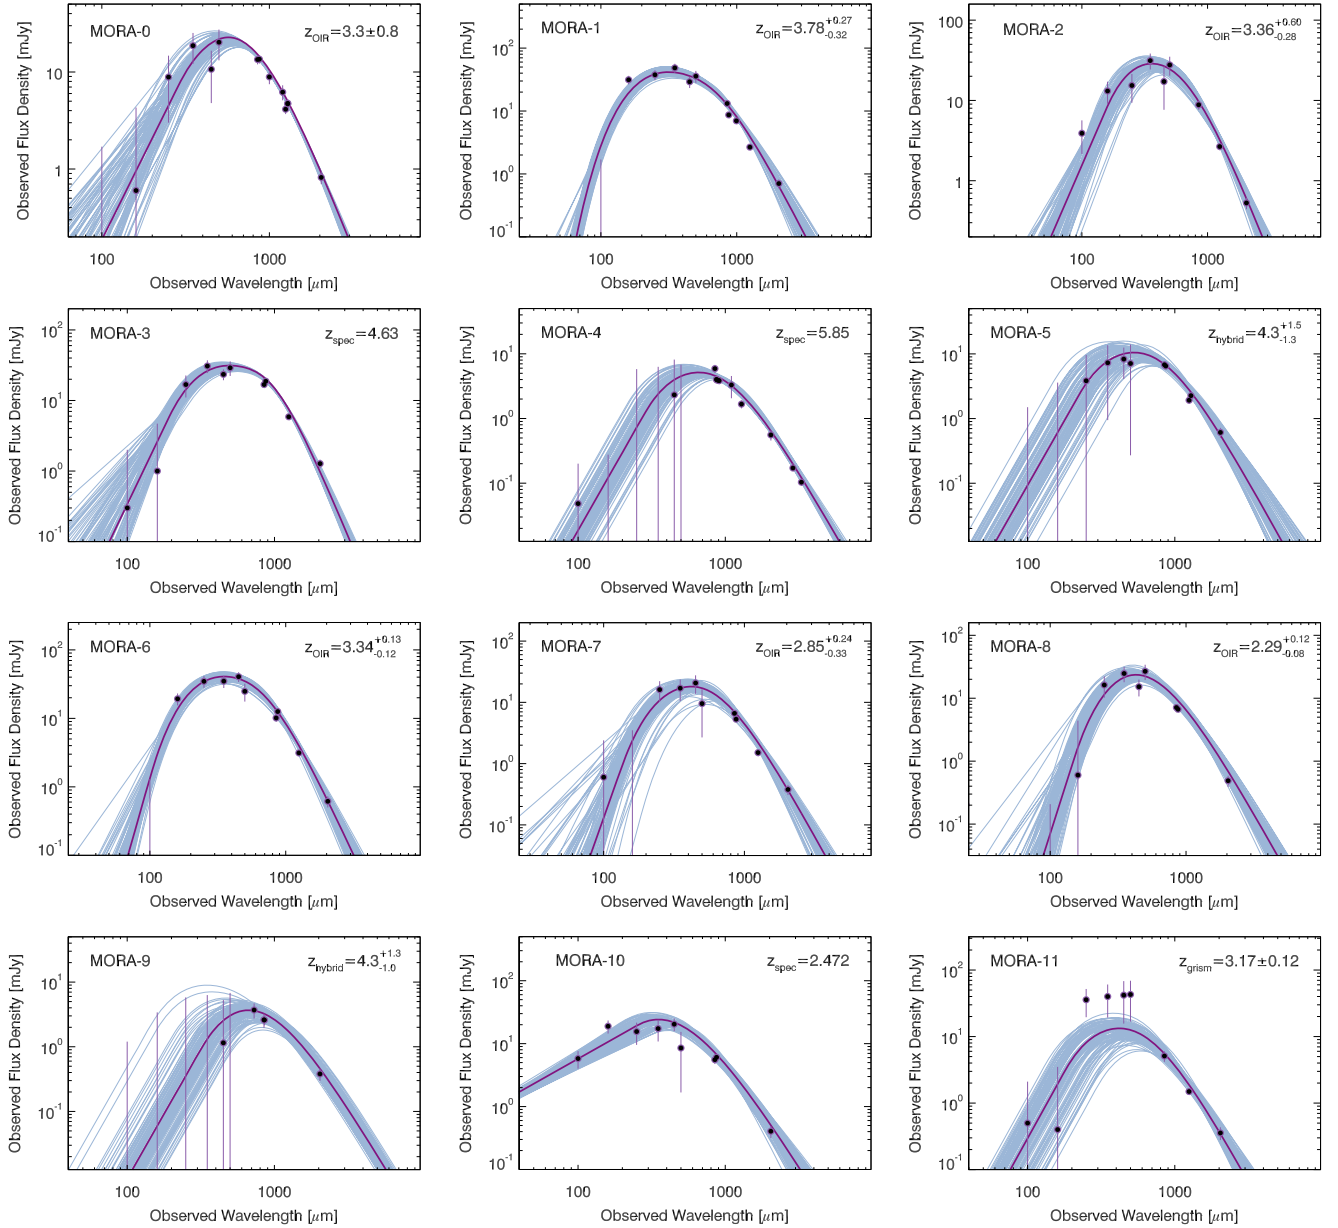 MORA-0
z_OIR=3.3±0.8
Observed Flux Density [mJy]
10
1
100
1000
Observed Wavelength [μm]
MORA-1
z_OIR=3.78^{+0.27}_{-0.32}
Observed Flux Density [mJy]
10^2
10^1
10^0
10^{-1}
100
1000
Observed Wavelength [μm]
MORA-2
z_OIR=3.36^{+0.60}_{-0.28}
Observed Flux Density [mJy]
100
10
1
100
1000
Observed Wavelength [μm]
MORA-3
z_spec=4.63
Observed Flux Density [mJy]
10^2
10^1
10^0
10^{-1}
100
1000
Observed Wavelength [μm]
MORA-4
z_spec=5.85
Observed Flux Density [mJy]
10^1
10^0
10^{-1}
100
1000
Observed Wavelength [μm]
MORA-5
z_hybrid=4.3^{+1.5}_{-1.3}
Observed Flux Density [mJy]
10^1
10^0
10^{-1}
100
1000
Observed Wavelength [μm]
MORA-6
z_OIR=3.34^{+0.13}_{-0.12}
Observed Flux Density [mJy]
10^2
10^1
10^0
10^{-1}
100
1000
Observed Wavelength [μm]
MORA-7
z_OIR=2.85^{+0.24}_{-0.33}
Observed Flux Density [mJy]
10^2
10^1
10^0
10^{-1}
100
1000
Observed Wavelength [μm]
MORA-8
z_OIR=2.29^{+0.12}_{-0.08}
Observed Flux Density [mJy]
10^2
10^1
10^0
10^{-1}
100
1000
Observed Wavelength [μm]
MORA-9
z_hybrid=4.3^{+1.3}_{-1.0}
Observed Flux Density [mJy]
10^1
10^0
10^{-1}
100
1000
Observed Wavelength [μm]
MORA-10
z_spec=2.472
Observed Flux Density [mJy]
10^2
10^1
10^0
10^{-1}
100
1000
Observed Wavelength [μm]
MORA-11
z_grism=3.17±0.12
Observed Flux Density [mJy]
10^2
10^1
10^0
10^{-1}
100
1000
Observed Wavelength [μm]